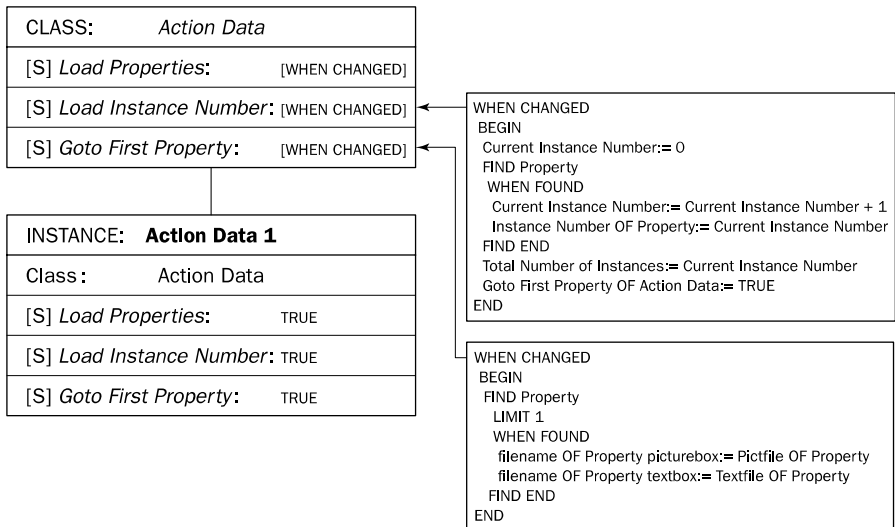 CLASS: Action Data
[S] Load Properties: [WHEN CHANGED]
[S] Load Instance Number: [WHEN CHANGED]
[S] Goto First Property: [WHEN CHANGED]
INSTANCE: Action Data 1
Class: Action Data
[S] Load Properties: TRUE
[S] Load Instance Number: TRUE
[S] Goto First Property: TRUE
WHEN CHANGED
BEGIN
Current Instance Number:= 0
FIND Property
WHEN FOUND
Current Instance Number:= Current Instance Number + 1
Instance Number OF Property:= Current Instance Number
FIND END
Total Number of Instances:= Current Instance Number
Goto First Property OF Action Data:= TRUE
END
WHEN CHANGED
BEGIN
FIND Property
LIMIT 1
WHEN FOUND
filename OF Property picturebox:= Pictfile OF Property
filename OF Property textbox:= Textfile OF Property
FIND END
END